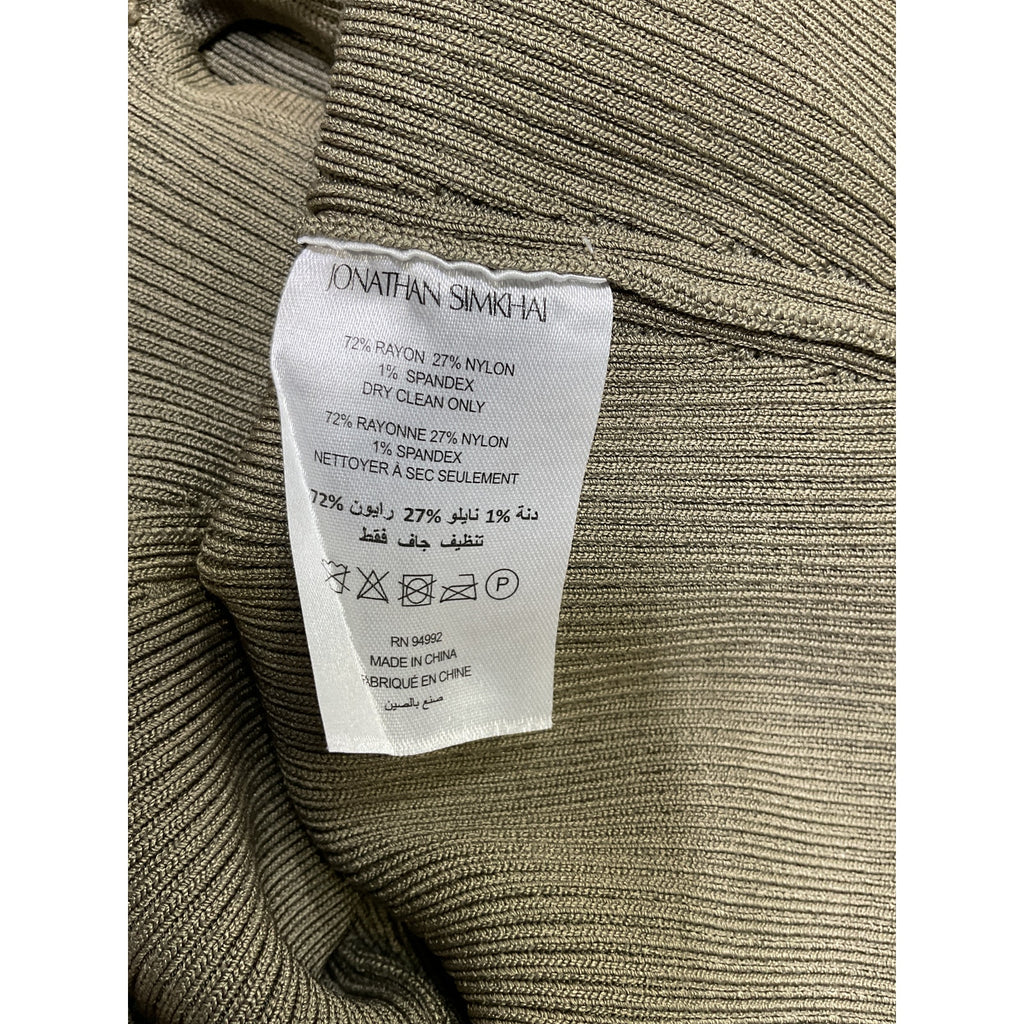 JONATHAN SIMKHAI
72% RAYON 27% NYLON
1% SPANDEX
DRY CLEAN ONLY
72% RAYONNE 27% NYLON
1% SPANDEX
NETTOYER À SEC SEULEMENT
72% رايون 27% نايلو 1% دنة
تنظيف جاف فقط
P
RN 94992
MADE IN CHINA
ABRIQUÉ EN CHINE
صنع بالصين